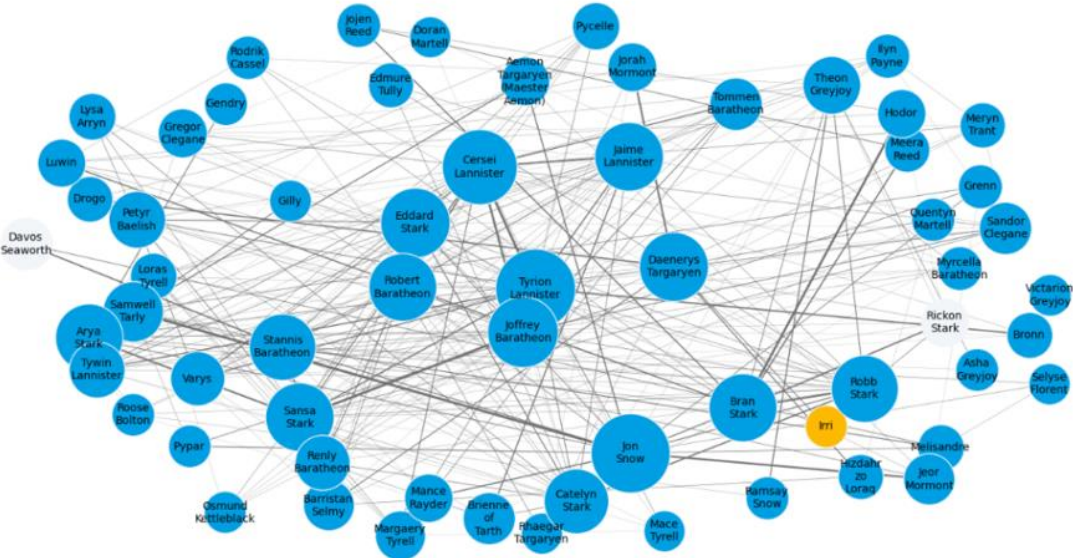 Jojen
Reed
Doran
Martell
Pycelle
Rodrik
Cassel
Edmure
Tully
Aemon
Targaryen
(Maester
Aemon)
Jorah
Mormont
Tommen
Baratheon
Theon
Greyjoy
Ilyn
Payne
Lysa
Arryn
Gendry
Gregor
Clegane
Hodor
Meera
Reed
Meryn
Trant
Luwin
Drogo
Petyr
Baelish
Gilly
Cersei
Lannister
Jaime
Lannister
Eddard
Stark
Grenn
Quentyn
Martell
Sandor
Clegane
Davos
Seaworth
Loras
Tyrell
Samwell
Tarly
Robert
Baratheon
Tyrion
Lannister
Daenerys
Targaryen
Myrcella
Baratheon
Victarion
Greyjoy
Arya
Stark
Tywin
Lannister
Stannis
Baratheon
Joffrey
Baratheon
Rickon
Stark
Bronn
Varys
Asha
Greyjoy
Selyse
Florent
Roose
Bolton
Sansa
Stark
Bran
Stark
Robb
Stark
Irri
Pypar
Renly
Baratheon
Jon
Snow
Melisandre
Hizdahr
zo
Loraq
Jeor
Mormont
Osmund
Kettleblack
Barristan
Selmy
Mance
Rayder
Margaery
Tyrell
Brienne
of
Tarth
Rhaegar
Targaryen
Catelyn
Stark
Mace
Tyrell
Ramsay
Snow